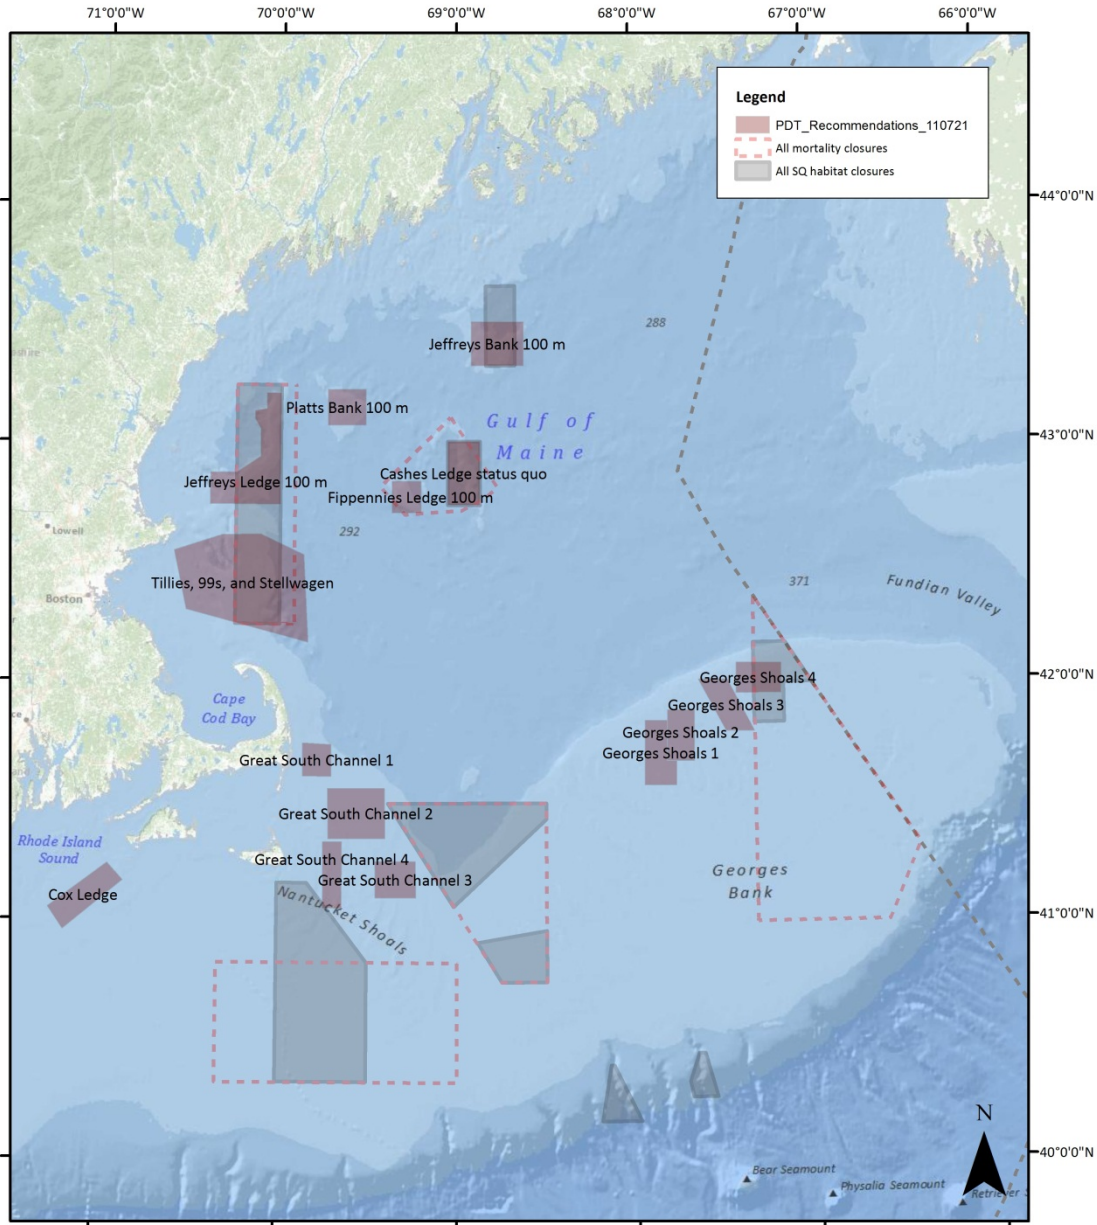 71°0'0"W 70°0'0"W 69°0'0"W 68°0'0"W 67°0'0"W 66°0'0"W
Legend
PDT_Recommendations_110721
All mortality closures
All SQ habitat closures
44°0'0"N
288
Jeffreys Bank 100 m
Platts Bank 100 m
Gulf of
Maine
43°0'0"N
Cashes Ledge status quo
Jeffreys Ledge 100 m
Fippennies Ledge 100 m
Lowell
292
Tillies, 99s, and Stellwagen
371
Fundian Valley
Boston
42°0'0"N
Georges Shoals 4
Cape
Cod Bay
Georges Shoals 3
Georges Shoals 2
Georges Shoals 1
Great South Channel 1
Great South Channel 2
Rhode Island
Sound
Great South Channel 4
Great South Channel 3
Georges
Bank
Cox Ledge
Nantucket Shoals
41°0'0"N
N
40°0'0"N
Bear Seamount
Physalia Seamount
Retriever S